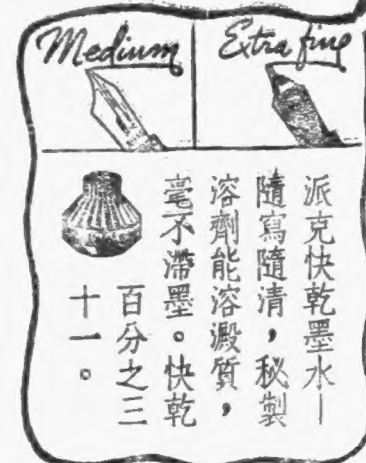 Medium
Extra fine
派克快乾墨水—
隨寫隨清，秘製
溶劑能溶澱質，
毫不滯墨。快乾
百分之三
十一。